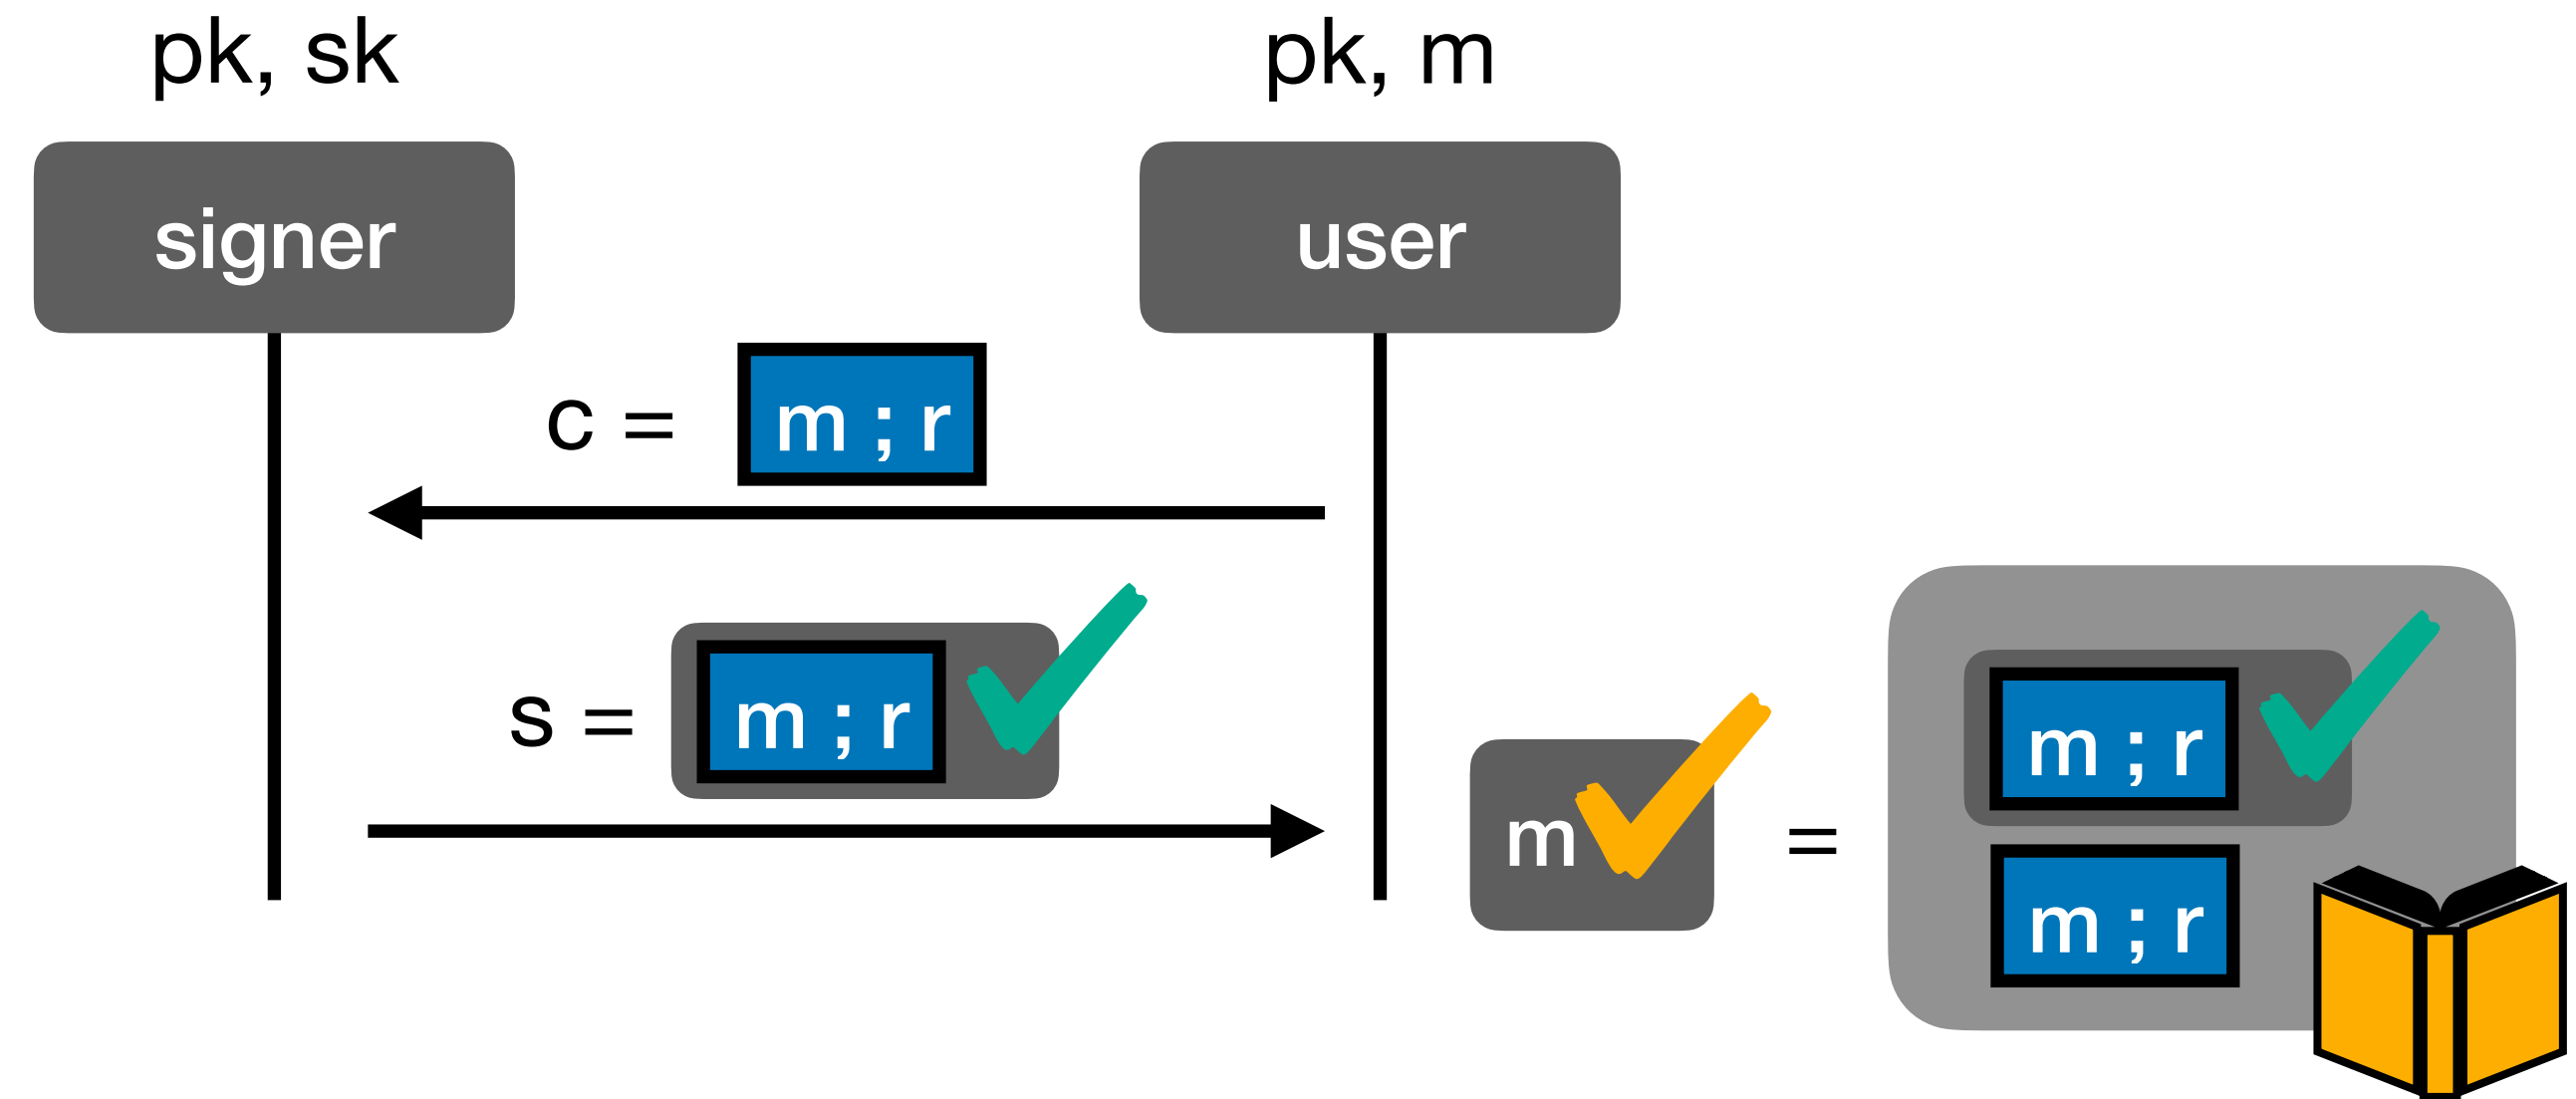 pk, sk
pk, m
signer
user
c = m ; r
s = m ; r
m = m ; r
m ; r